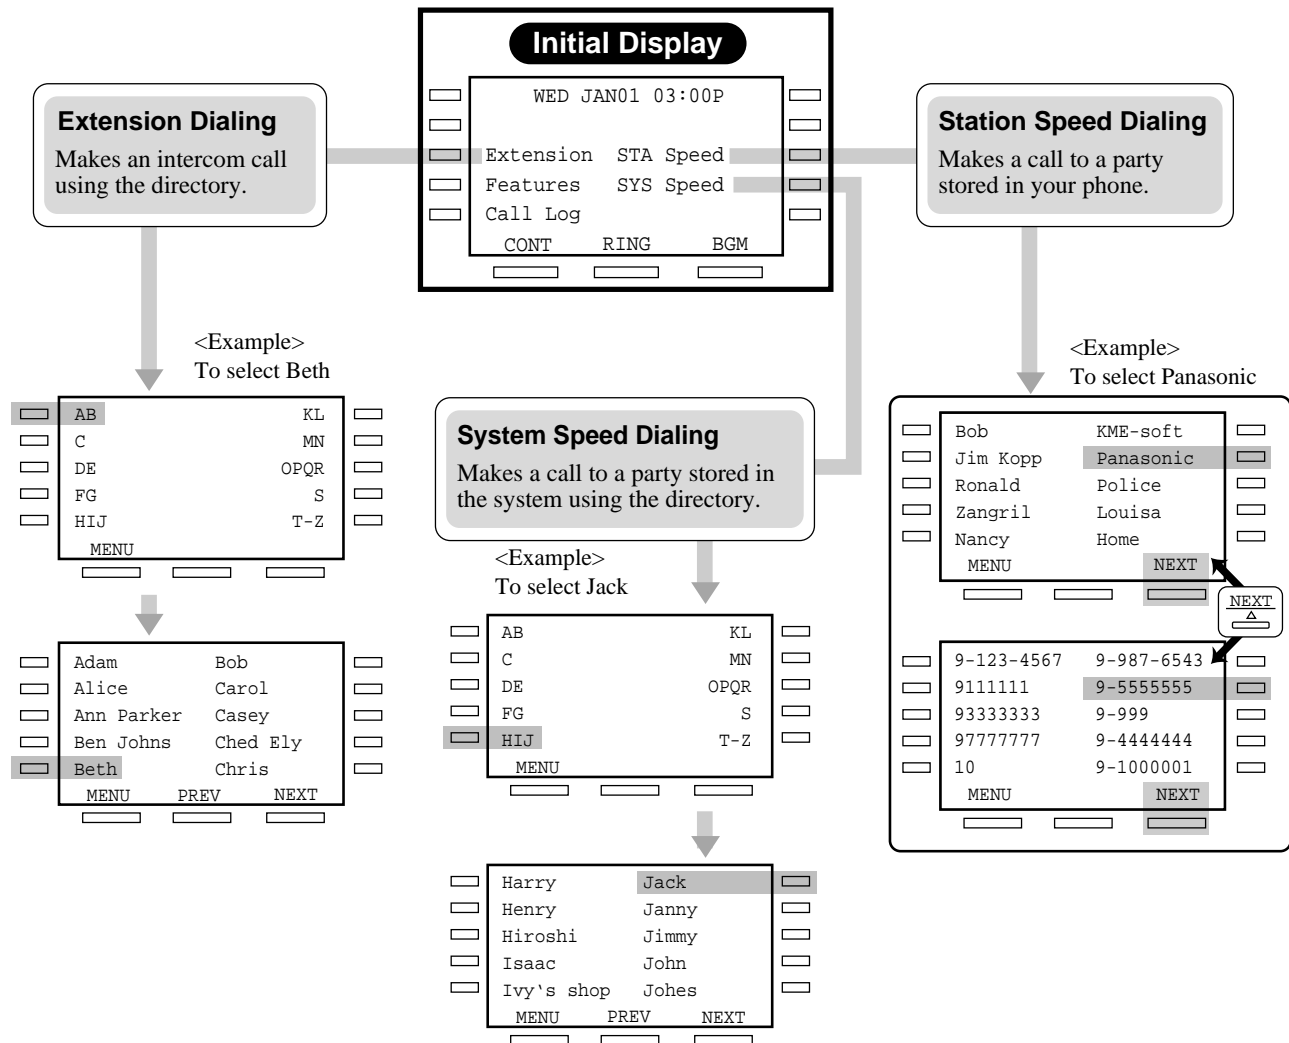 Initial Display
WED JAN01 03:00P
Extension STA Speed
Features SYS Speed
Call Log
CONT RING BGM
Extension Dialing
Makes an intercom call
using the directory.
Station Speed Dialing
Makes a call to a party
stored in your phone.
<Example>
To select Beth
AB KL
C MN
DE OPQR
FG S
HIJ T-Z
MENU
Adam Bob
Alice Carol
Ann Parker Casey
Ben Johns Ched Ely
Beth Chris
MENU PREV NEXT
System Speed Dialing
Makes a call to a party stored in
the system using the directory.
<Example>
To select Jack
AB KL
C MN
DE OPQR
FG S
HIJ T-Z
MENU
Harry Jack
Henry Janny
Hiroshi Jimmy
Isaac John
Ivy‘s shop Johes
MENU PREV NEXT
<Example>
To select Panasonic
Bob KME-soft
Jim Kopp Panasonic
Ronald Police
Zangril Louisa
Nancy Home
MENU NEXT
NEXT
9-123-4567 9-987-6543
9111111 9-5555555
93333333 9-999
97777777 9-4444444
10 9-1000001
MENU NEXT